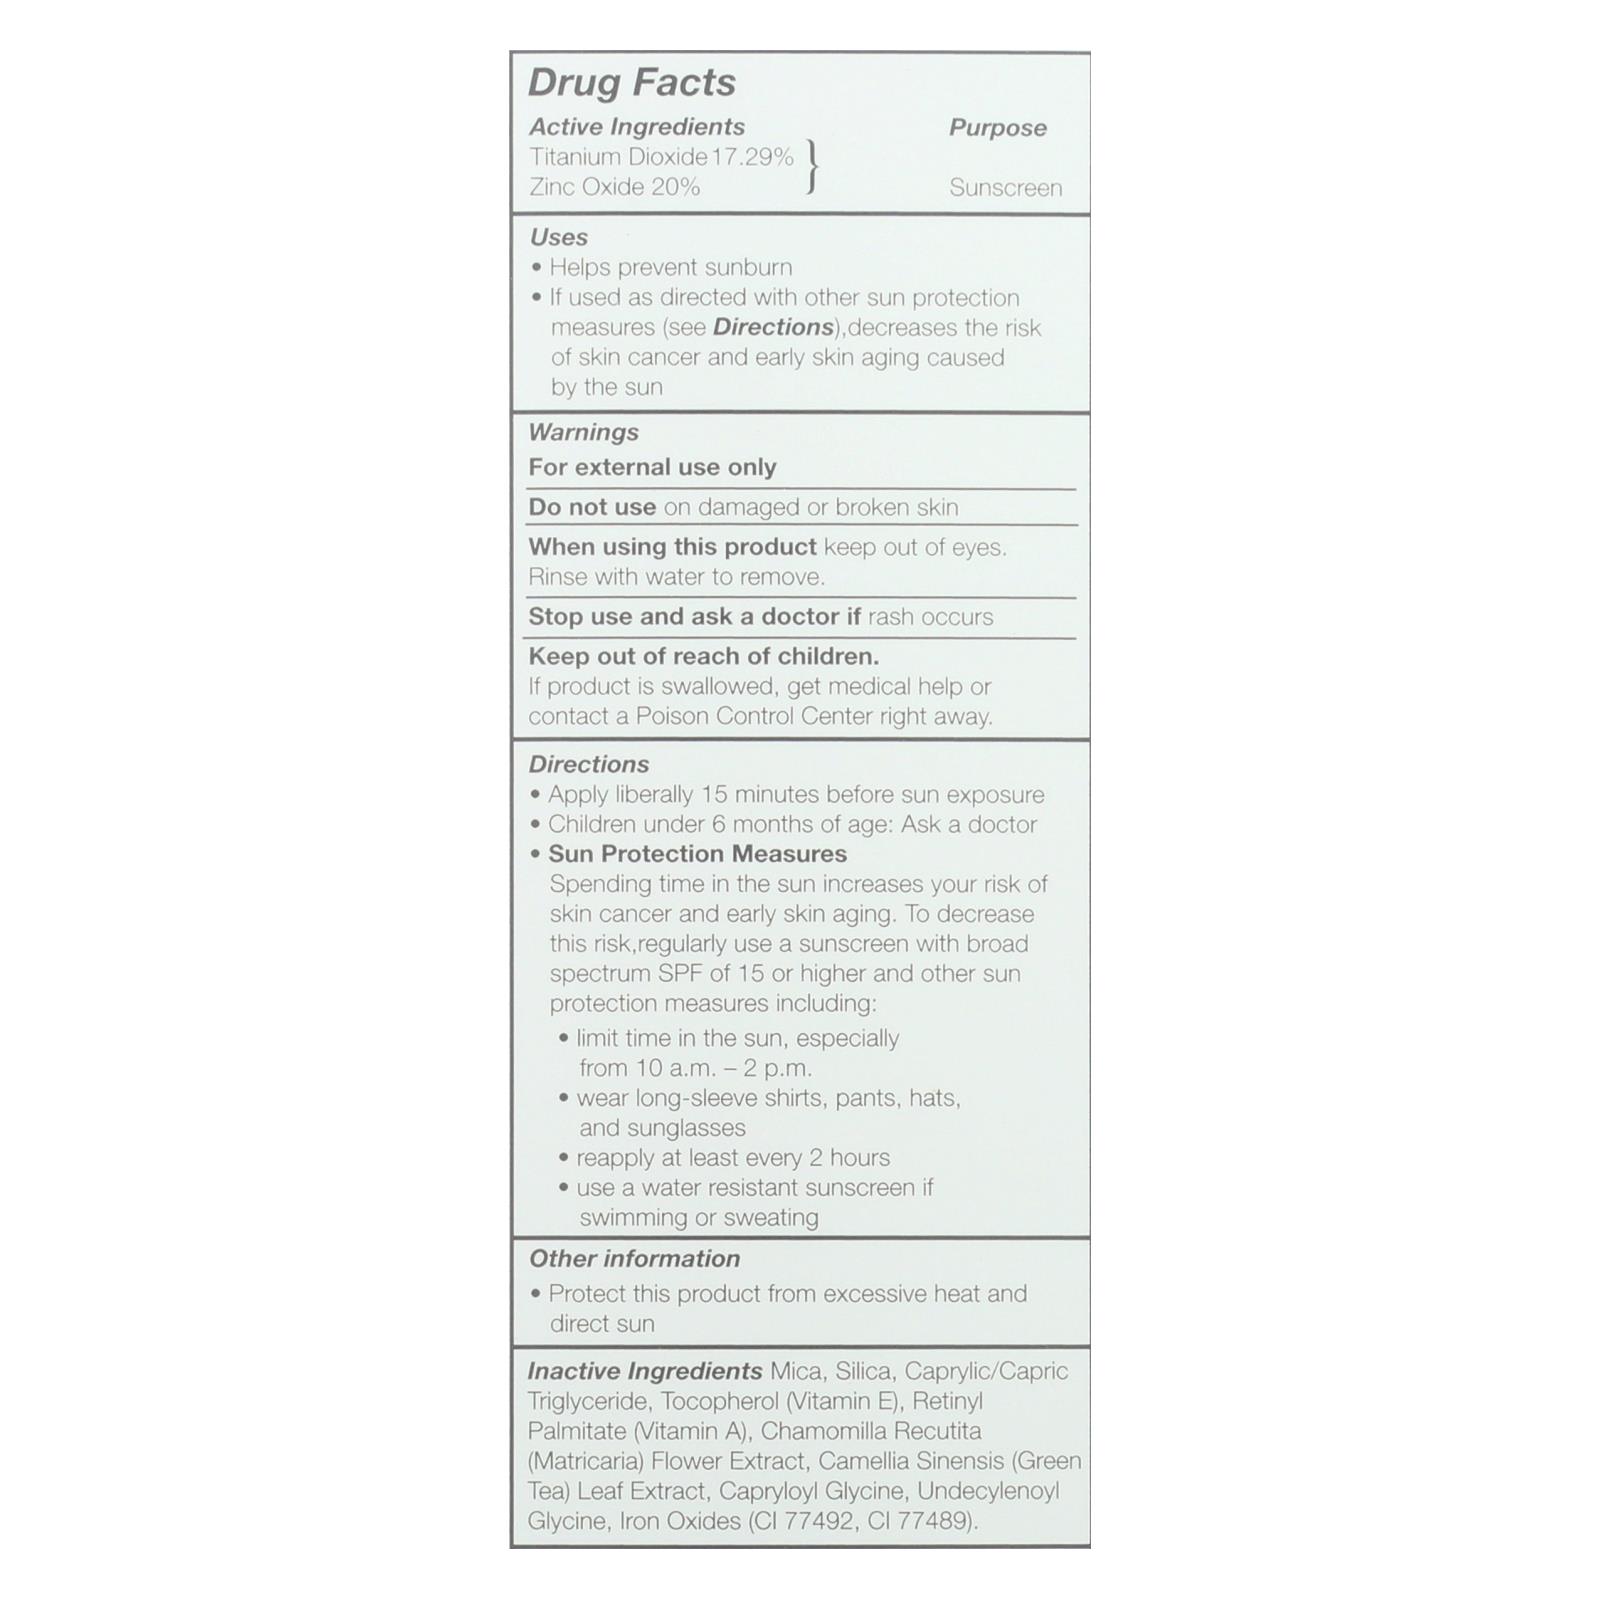 Drug Facts
Active Ingredients Purpose
Titanium Dioxide 17.29%
Zinc Oxide 20% } Sunscreen
Uses
• Helps prevent sunburn
• If used as directed with other sun protection
measures (see Directions),decreases the risk
of skin cancer and early skin aging caused
by the sun
Warnings
For external use only
Do not use on damaged or broken skin
When using this product keep out of eyes.
Rinse with water to remove.
Stop use and ask a doctor if rash occurs
Keep out of reach of children.
If product is swallowed, get medical help or
contact a Poison Control Center right away.
Directions
• Apply liberally 15 minutes before sun exposure
• Children under 6 months of age: Ask a doctor
• Sun Protection Measures
Spending time in the sun increases your risk of
skin cancer and early skin aging. To decrease
this risk,regularly use a sunscreen with broad
spectrum SPF of 15 or higher and other sun
protection measures including:
• limit time in the sun, especially
from 10 a.m. – 2 p.m.
• wear long-sleeve shirts, pants, hats,
and sunglasses
• reapply at least every 2 hours
• use a water resistant sunscreen if
swimming or sweating
Other information
• Protect this product from excessive heat and
direct sun
Inactive Ingredients Mica, Silica, Caprylic/Capric
Triglyceride, Tocopherol (Vitamin E), Retinyl
Palmitate (Vitamin A), Chamomilla Recutita
(Matricaria) Flower Extract, Camellia Sinensis (Green
Tea) Leaf Extract, Capryloyl Glycine, Undecylenoyl
Glycine, Iron Oxides (CI 77492, CI 77489).